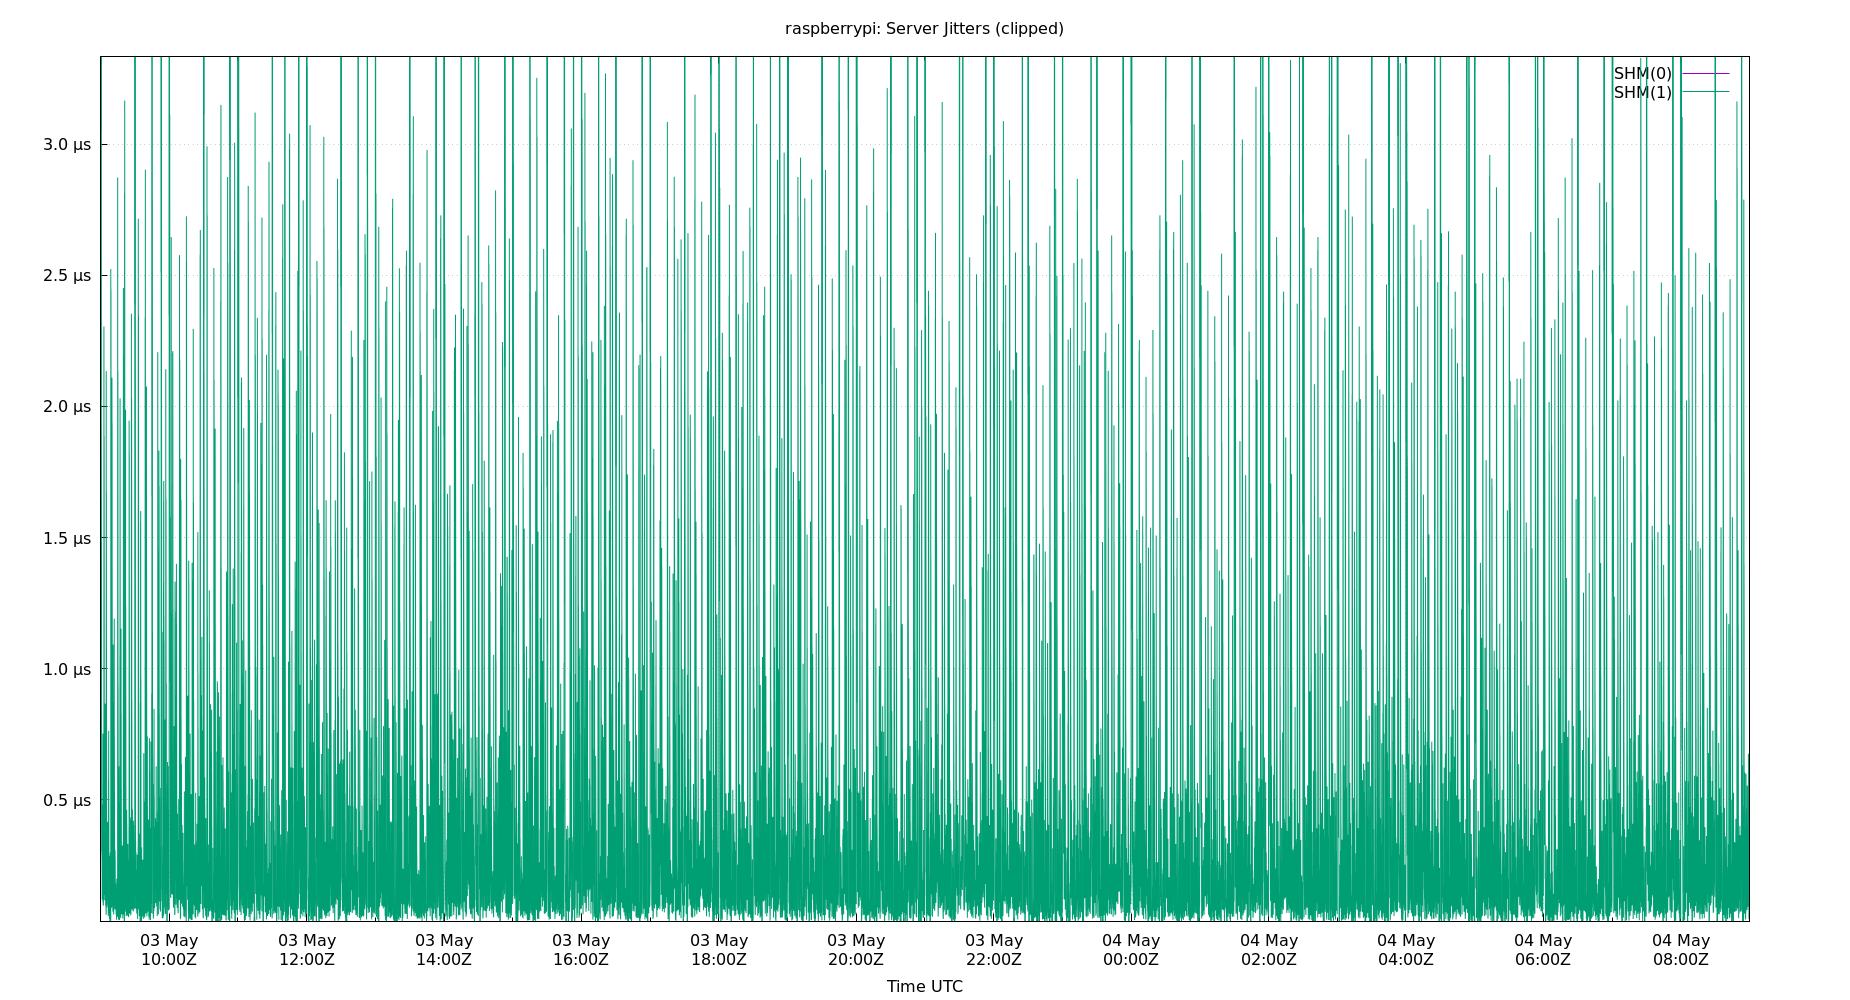 raspberrypi: Server Jitters (clipped)
SHM(0)
SHM(1)
3.0 µs
2.5 µs
2.0 µs
1.5 µs
1.0 µs
0.5 µs
03 May 03 May 03 May 03 May 03 May 03 May 03 May 04 May 04 May 04 May 04 May 04 May
10:00Z 12:00Z 14:00Z 16:00Z 18:00Z 20:00Z 22:00Z 00:00Z 02:00Z 04:00Z 06:00Z 08:00Z
Time UTC